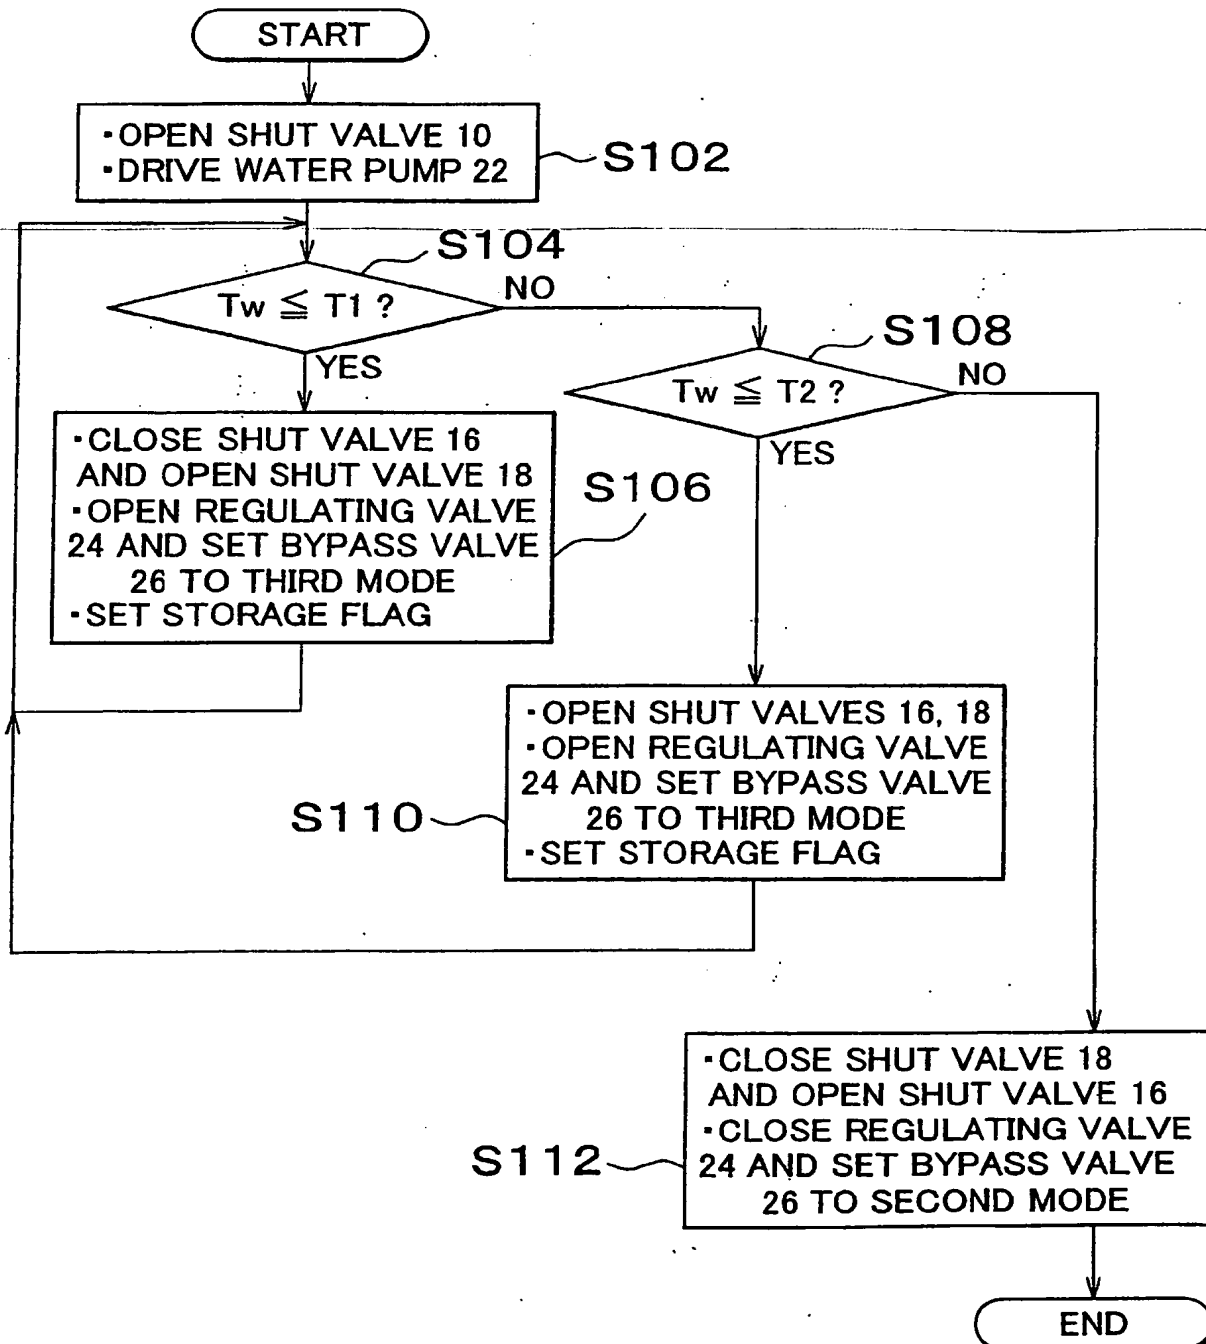 START
・OPEN SHUT VALVE 10
・DRIVE WATER PUMP 22
S102
S104
Tw ≦ T1 ?
NO
YES
S108
Tw ≦ T2 ?
NO
YES
・CLOSE SHUT VALVE 16
AND OPEN SHUT VALVE 18
・OPEN REGULATING VALVE
24 AND SET BYPASS VALVE
26 TO THIRD MODE
・SET STORAGE FLAG
S106
・OPEN SHUT VALVES 16, 18
・OPEN REGULATING VALVE
24 AND SET BYPASS VALVE
26 TO THIRD MODE
・SET STORAGE FLAG
S110
・CLOSE SHUT VALVE 18
AND OPEN SHUT VALVE 16
・CLOSE REGULATING VALVE
24 AND SET BYPASS VALVE
26 TO SECOND MODE
S112
END